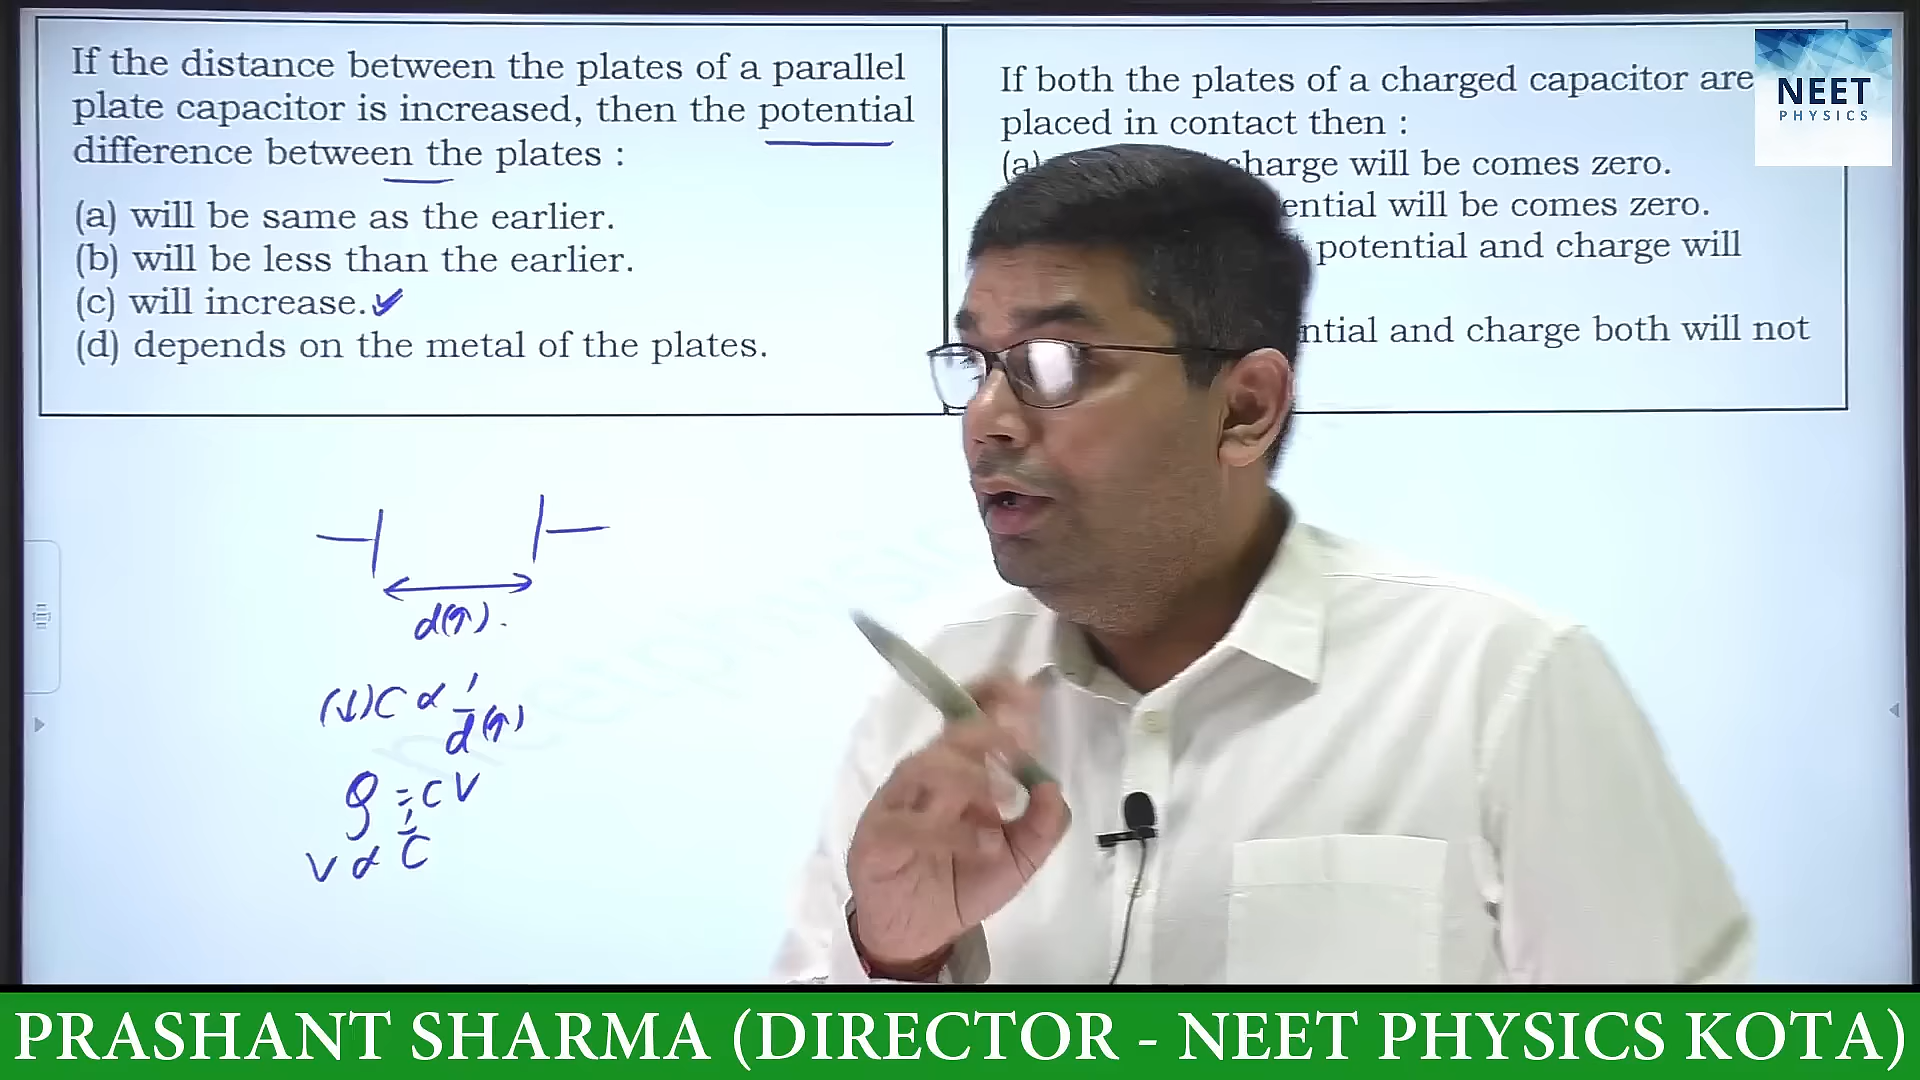 If the distance between the plates of a parallel
plate capacitor is increased, then the potential
difference between the plates :
(a) will be same as the earlier.
(b) will be less than the earlier.
(c) will increase.
(d) depends on the metal of the plates.
If both the plates of a charged capacitor are
placed in contact then :
(a) charge will be comes zero.
will be comes zero.
potential and charge will
and charge both will not
NEET
PHYSICS
d(↑).
(↓)C ∝ 1/d(↑)
Q = CV
V ∝ 1/C
PRASHANT SHARMA (DIRECTOR - NEET PHYSICS KOTA)